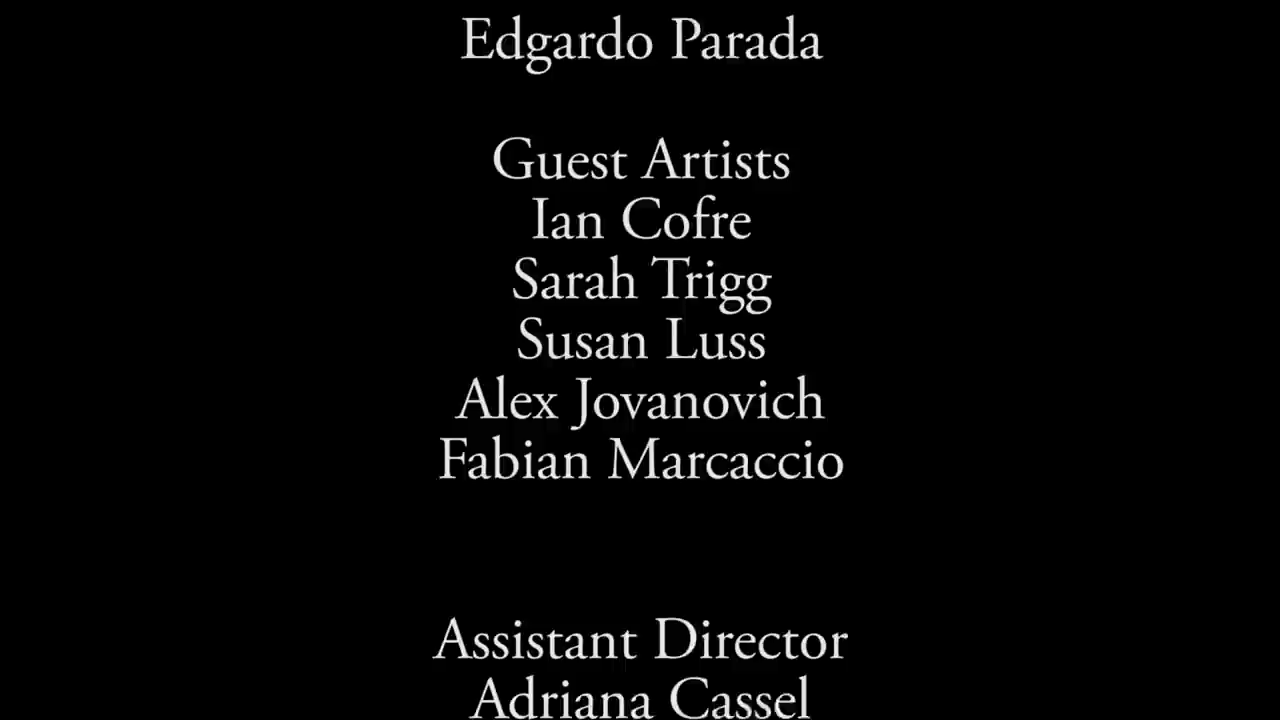 Edgardo Parada
Guest Artists
Ian Cofre
Sarah Trigg
Susan Luss
Alex Jovanovich
Fabian Marcaccio
Assistant Director
Adriana Cassel